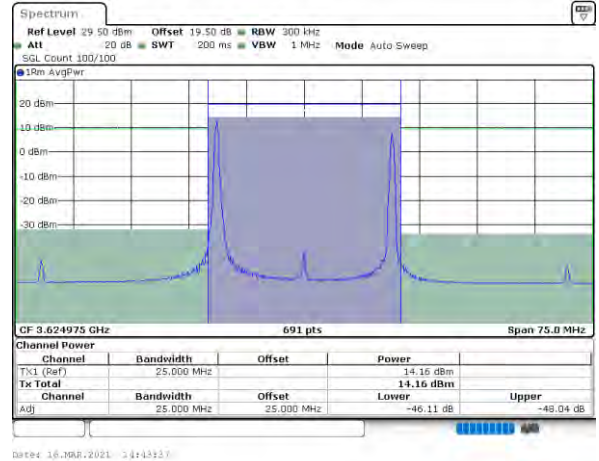 Spectrum
Ref Level 29.50 dBm Offset 19.50 dB RBW 300 kHz
Att 20 dB SWT 200 ms VBW 1 MHz Mode Auto Sweep
SGL Count 100/100
1Rm AvgPwr
20 dBm
10 dBm
0 dBm
-10 dBm
-20 dBm
-30 dBm
CF 3.624975 GHz 691 pts Span 75.0 MHz
Channel Power
Channel Bandwidth Offset Power
TX1 (Ref) 25.000 MHz 14.16 dBm
Tx Total 14.16 dBm
Channel Bandwidth Offset Lower Upper
Adj 25.000 MHz 25.000 MHz -46.11 dB -48.04 dB
Date: 16.MAR.2021 14:43:37